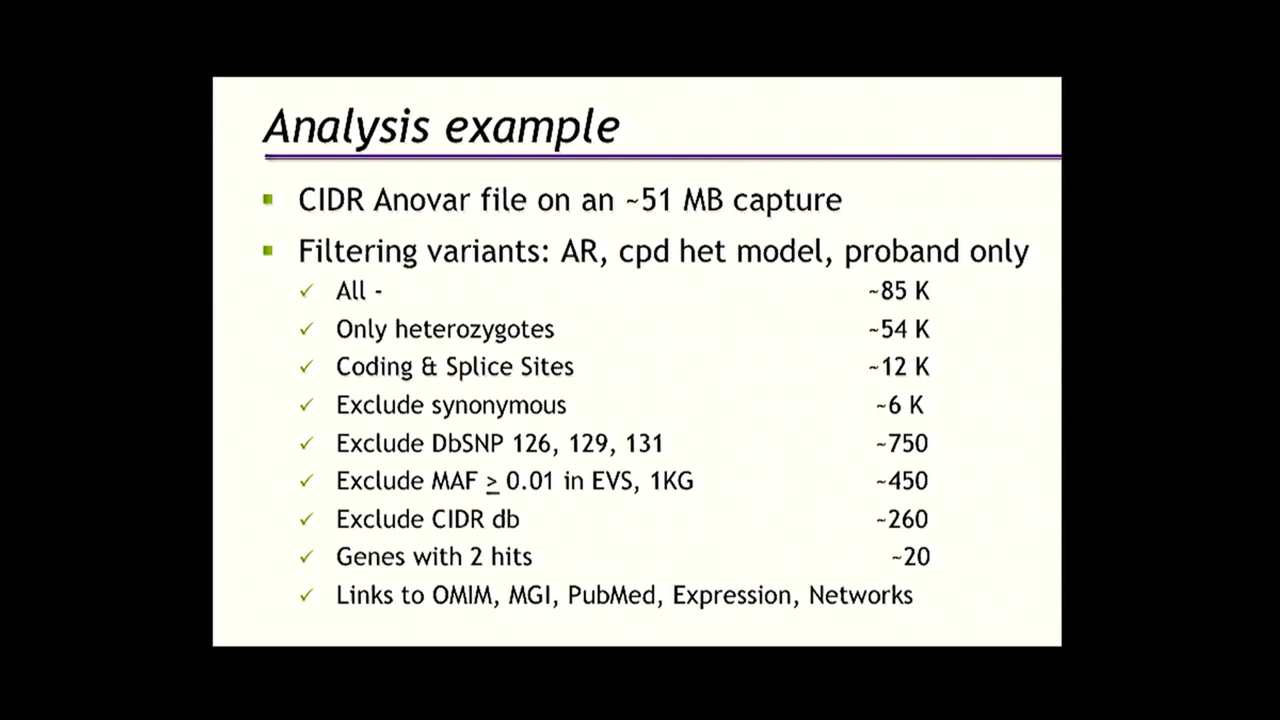 Analysis example
CIDR Anovar file on an ~51 MB capture
Filtering variants: AR, cpd het model, proband only
All - ~85 K
Only heterozygotes ~54 K
Coding & Splice Sites ~12 K
Exclude synonymous ~6 K
Exclude DbSNP 126, 129, 131 ~750
Exclude MAF ≥ 0.01 in EVS, 1KG ~450
Exclude CIDR db ~260
Genes with 2 hits ~20
Links to OMIM, MGI, PubMed, Expression, Networks